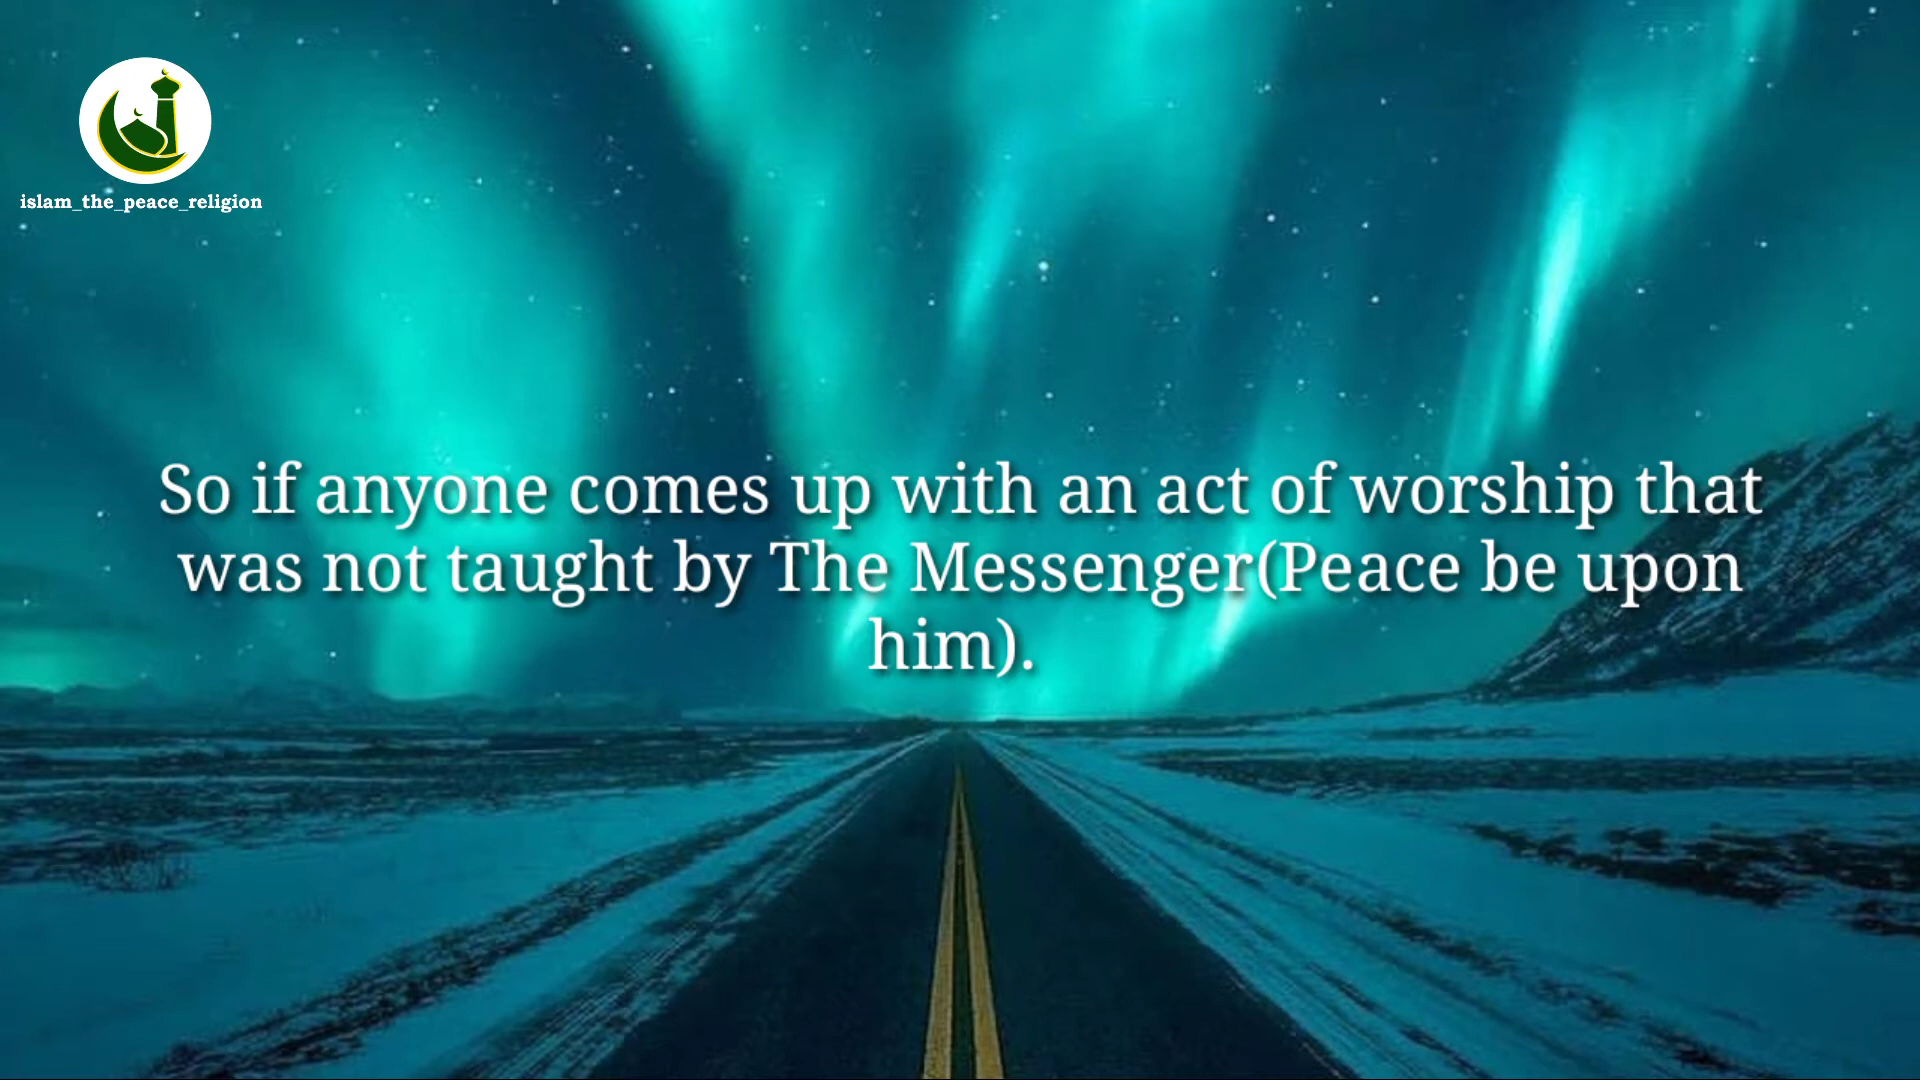 islam_the_peace_religion
So if anyone comes up with an act of worship that
was not taught by The Messenger(Peace be upon
him).